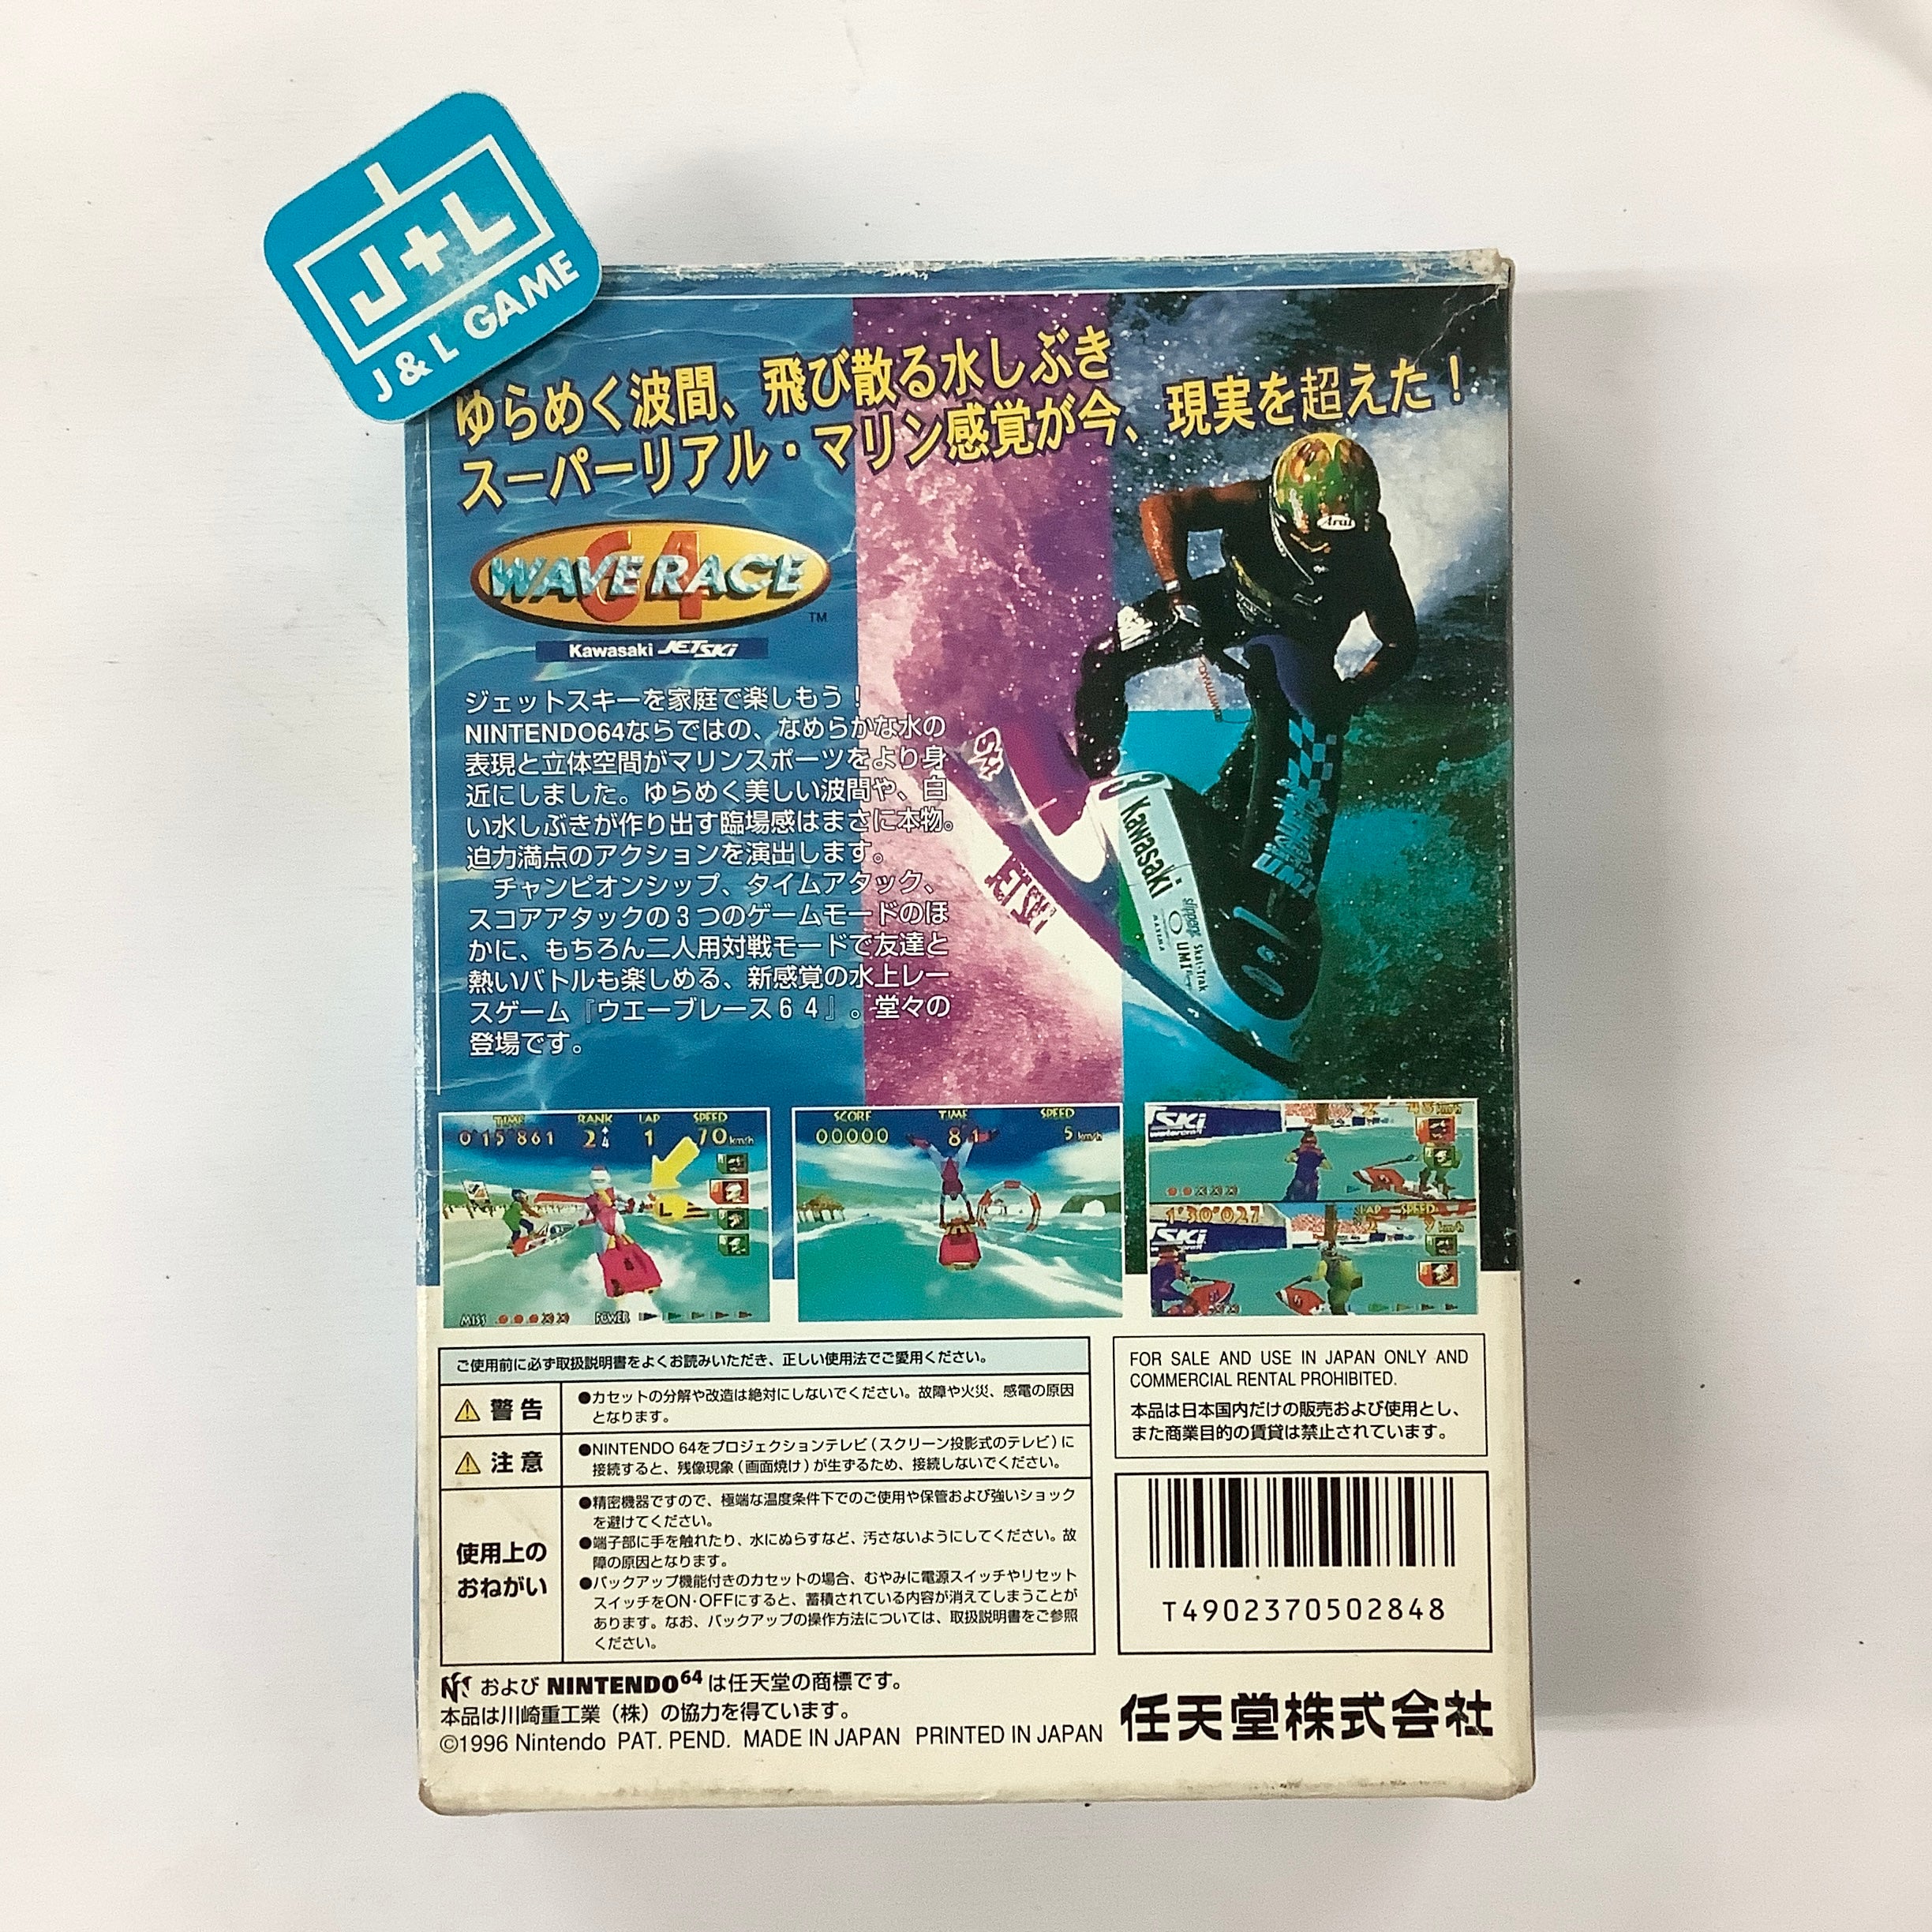 J+L
J & L GAME
ゆらめく波間、飛び散る水しぶき
スーパーリアル・マリン感覚が今、現実を超えた！
WAVE RACE 64 TM
Kawasaki JET SKi
ジェットスキーを家庭で楽しもう！
NINTENDO64ならではの、なめらかな水の
表現と立体空間がマリンスポーツをより身
近にしました。ゆらめく美しい波間や、白
い水しぶきが作り出す臨場感はまさに本物。
迫力満点のアクションを演出します。
チャンピオンシップ、タイムアタック、
スコアアタックの3つのゲームモードのほ
かに、もちろん二人用対戦モードで友達と
熱いバトルも楽しめる、新感覚の水上レー
スゲーム『ウエーブレース６４』。堂々の
登場です。
Arai
Kawasaki
JET SKI
TIME RANK LAP SPEED
0'15"861 2 4 1 70 km/h
L
MISS POWER
SCORE TIME SPEED
00000 8 5 km/h
SKi
1'30"027 LAP SPEED
2 km/h
SKi
ご使用前に必ず取扱説明書をよくお読みいただき、正しい使用法でご愛用ください。
警告
●カセットの分解や改造は絶対にしないでください。故障や火災、感電の原因
となります。
注意
●NINTENDO 64をプロジェクションテレビ（スクリーン投影式のテレビ）に
接続すると、残像現象（画面焼け）が生ずるため、接続しないでください。
使用上の
おねがい
●精密機器ですので、極端な温度条件下でのご使用や保管および強いショック
を避けてください。
●端子部に手を触れたり、水にぬらすなど、汚さないようにしてください。故
障の原因となります。
●バックアップ機能付きのカセットの場合、むやみに電源スイッチやリセット
スイッチをON・OFFにすると、蓄積されている内容が消えてしまうことが
あります。なお、バックアップの操作方法については、取扱説明書をご参照
ください。
FOR SALE AND USE IN JAPAN ONLY AND
COMMERCIAL RENTAL PROHIBITED.
本品は日本国内だけの販売および使用とし、
また商業目的の賃貸は禁止されています。
T4902370502848
および NINTENDO64 は任天堂の商標です。
本品は川崎重工業（株）の協力を得ています。
©1996 Nintendo PAT. PEND. MADE IN JAPAN PRINTED IN JAPAN
任天堂株式会社